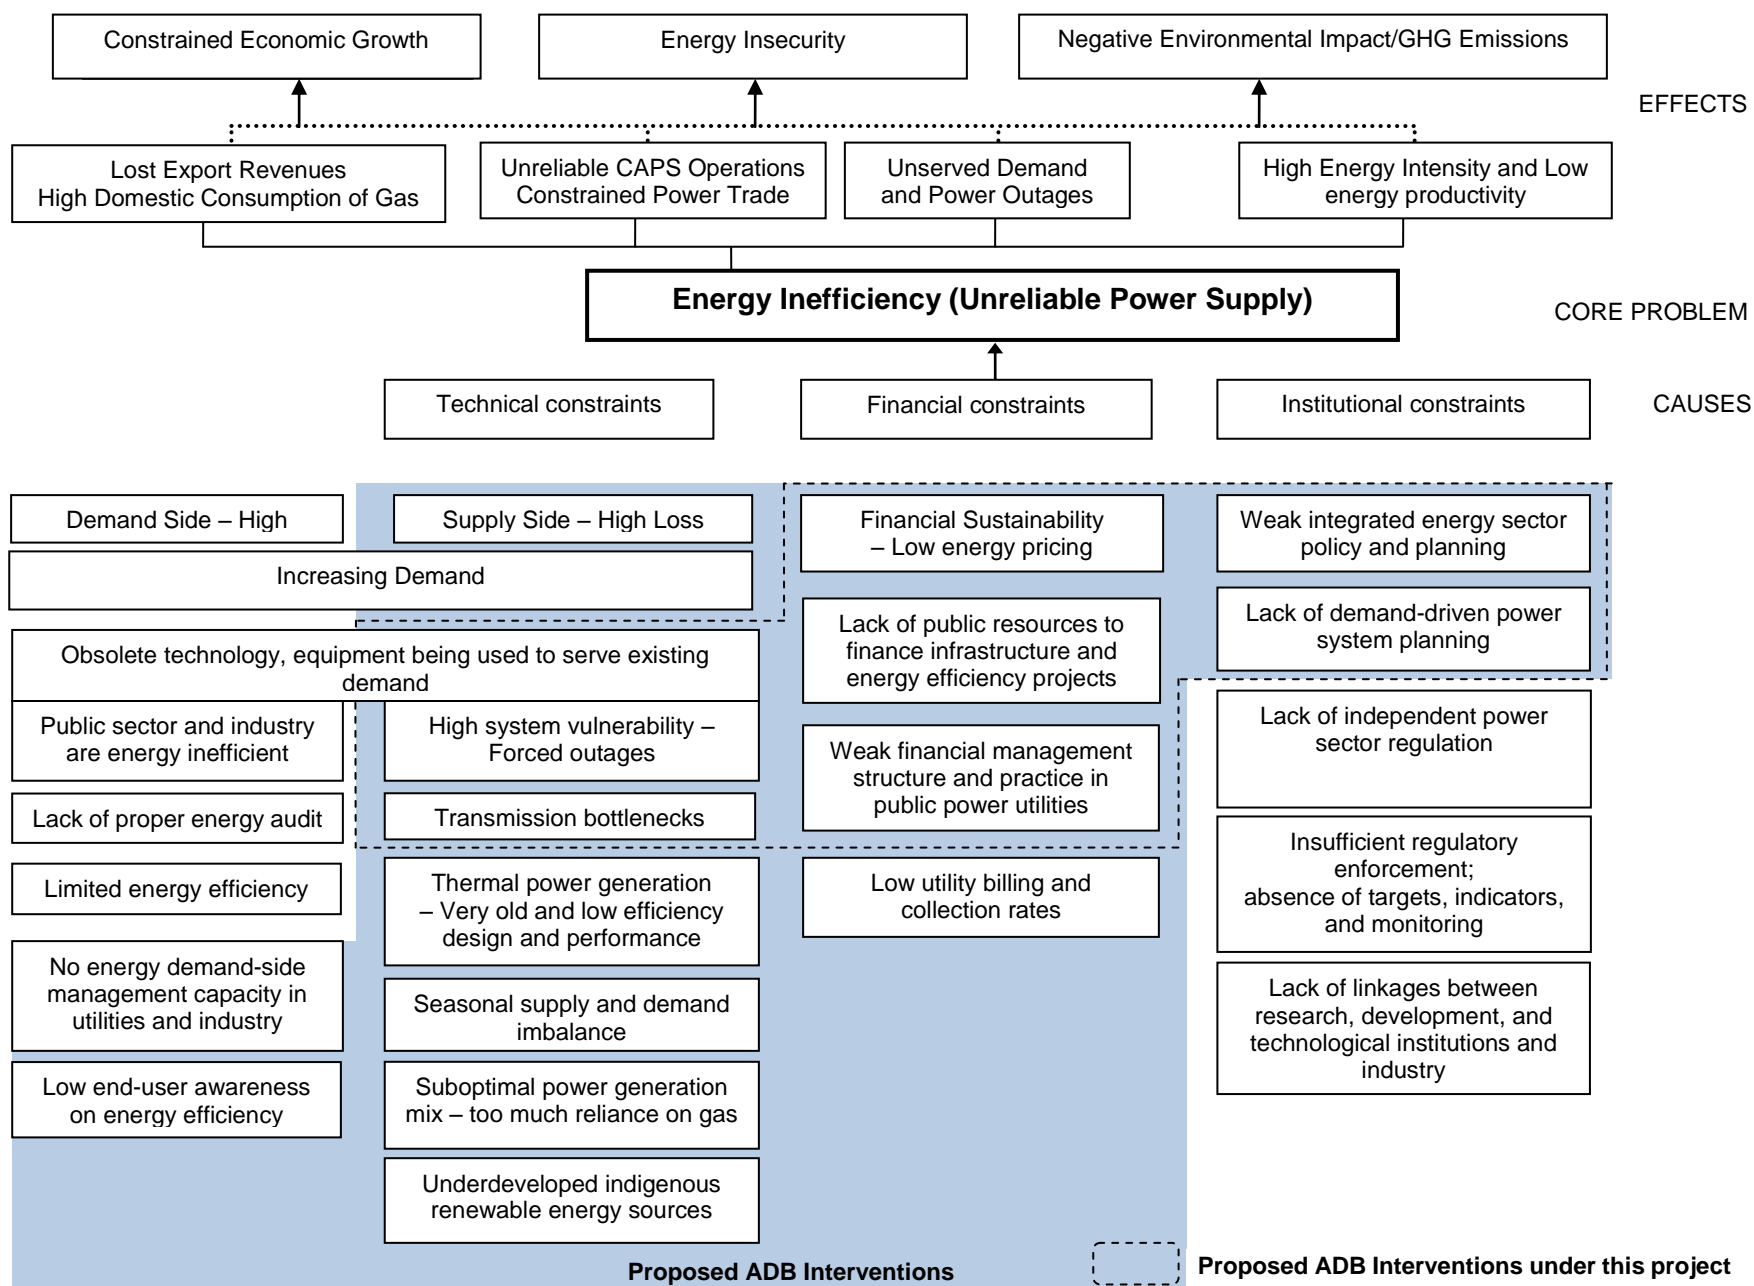 Constrained Economic Growth
Energy Insecurity
Negative Environmental Impact/GHG Emissions
EFFECTS
Lost Export Revenues
High Domestic Consumption of Gas
Unreliable CAPS Operations
Constrained Power Trade
Unserved Demand
and Power Outages
High Energy Intensity and Low
energy productivity
Energy Inefficiency (Unreliable Power Supply)
CORE PROBLEM
Technical constraints
Financial constraints
Institutional constraints
CAUSES
Demand Side – High
Supply Side – High Loss
Increasing Demand
Obsolete technology, equipment being used to serve existing
demand
Public sector and industry
are energy inefficient
Lack of proper energy audit
Limited energy efficiency
No energy demand-side
management capacity in
utilities and industry
Low end-user awareness
on energy efficiency
High system vulnerability –
Forced outages
Transmission bottlenecks
Thermal power generation
– Very old and low efficiency
design and performance
Seasonal supply and demand
imbalance
Suboptimal power generation
mix – too much reliance on gas
Underdeveloped indigenous
renewable energy sources
Financial Sustainability
– Low energy pricing
Lack of public resources to
finance infrastructure and
energy efficiency projects
Weak financial management
structure and practice in
public power utilities
Low utility billing and
collection rates
Weak integrated energy sector
policy and planning
Lack of demand-driven power
system planning
Lack of independent power
sector regulation
Insufficient regulatory
enforcement;
absence of targets, indicators,
and monitoring
Lack of linkages between
research, development, and
technological institutions and
industry
Proposed ADB Interventions
Proposed ADB Interventions under this project